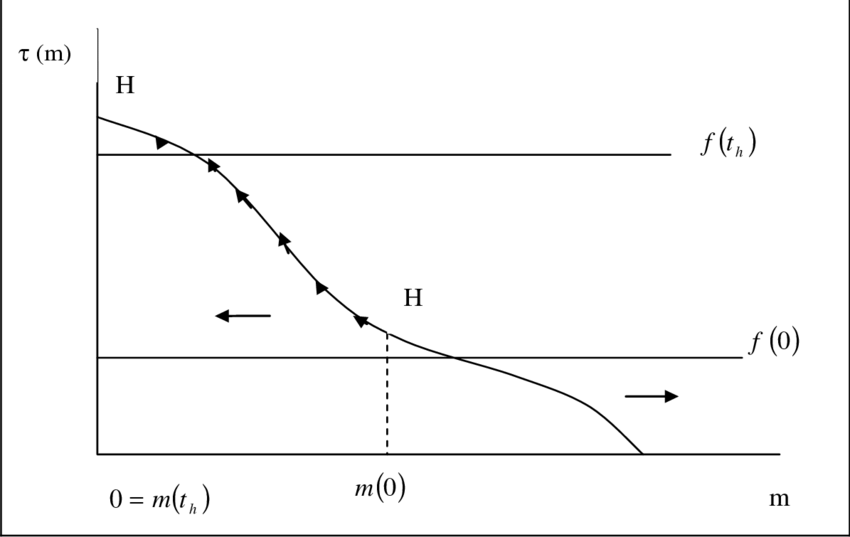 τ (m)
H
f(t_h)
H
f(0)
0 = m(t_h)
m(0)
m